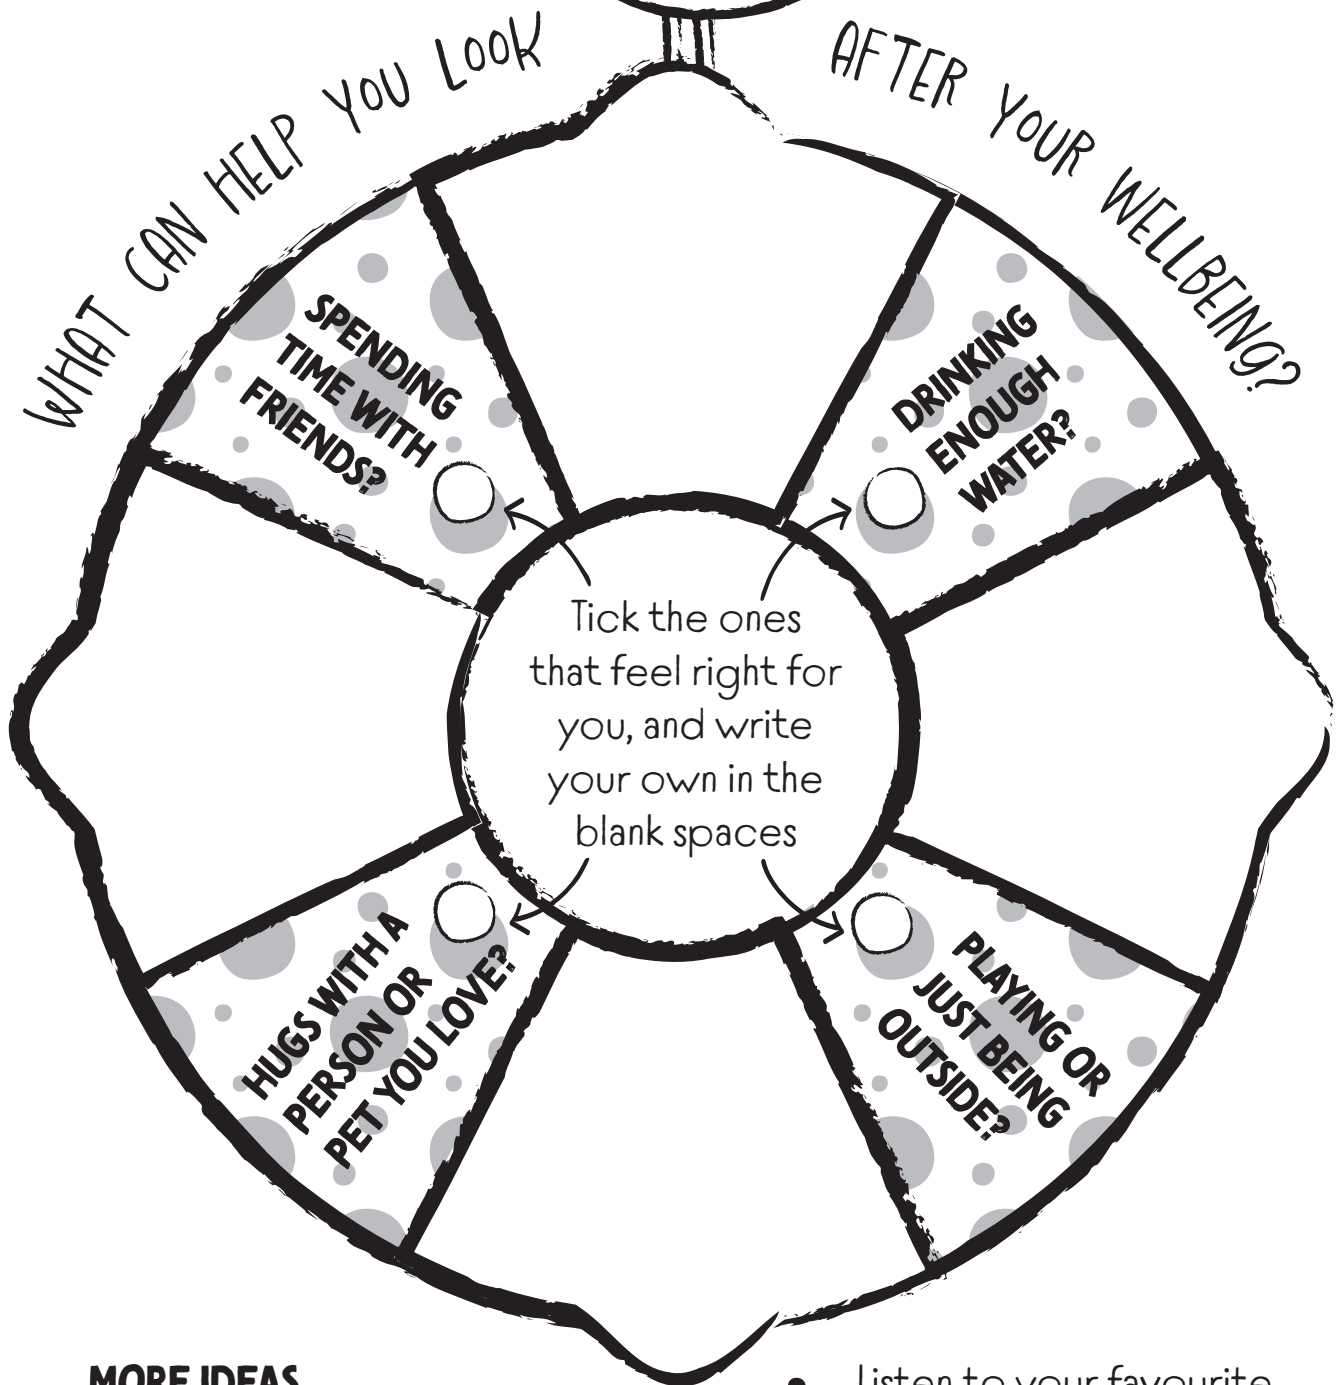 WHAT CAN HELP YOU LOOK AFTER YOUR WELLBEING?
SPENDING
TIME WITH
FRIENDS?
DRINKING
ENOUGH
WATER?
Tick the ones
that feel right for
you, and write
your own in the
blank spaces
HUGS WITH A
PERSON OR
PET YOU LOVE?
PLAYING OR
JUST BEING
OUTSIDE?
MORE IDEAS
• Listen to your favourite